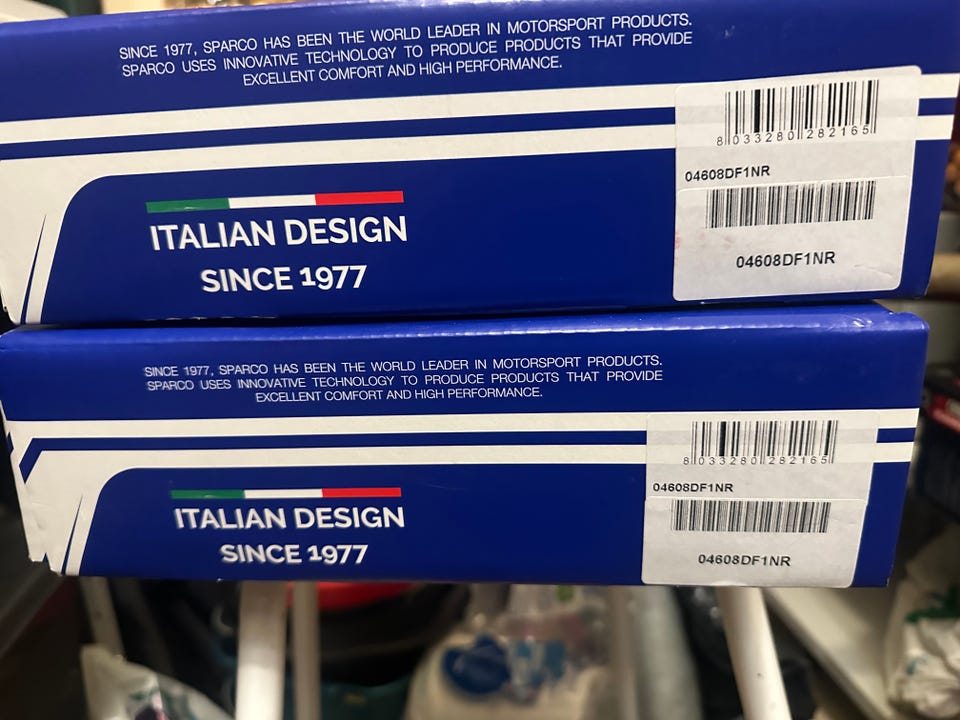 SINCE 1977, SPARCO HAS BEEN THE WORLD LEADER IN MOTORSPORT PRODUCTS.
SPARCO USES INNOVATIVE TECHNOLOGY TO PRODUCE PRODUCTS THAT PROVIDE
EXCELLENT COMFORT AND HIGH PERFORMANCE.
8 033280 282165
04608DF1NR
04608DF1NR
ITALIAN DESIGN
SINCE 1977
SINCE 1977, SPARCO HAS BEEN THE WORLD LEADER IN MOTORSPORT PRODUCTS.
SPARCO USES INNOVATIVE TECHNOLOGY TO PRODUCE PRODUCTS THAT PROVIDE
EXCELLENT COMFORT AND HIGH PERFORMANCE.
8 033280 282165
04608DF1NR
04608DF1NR
ITALIAN DESIGN
SINCE 1977